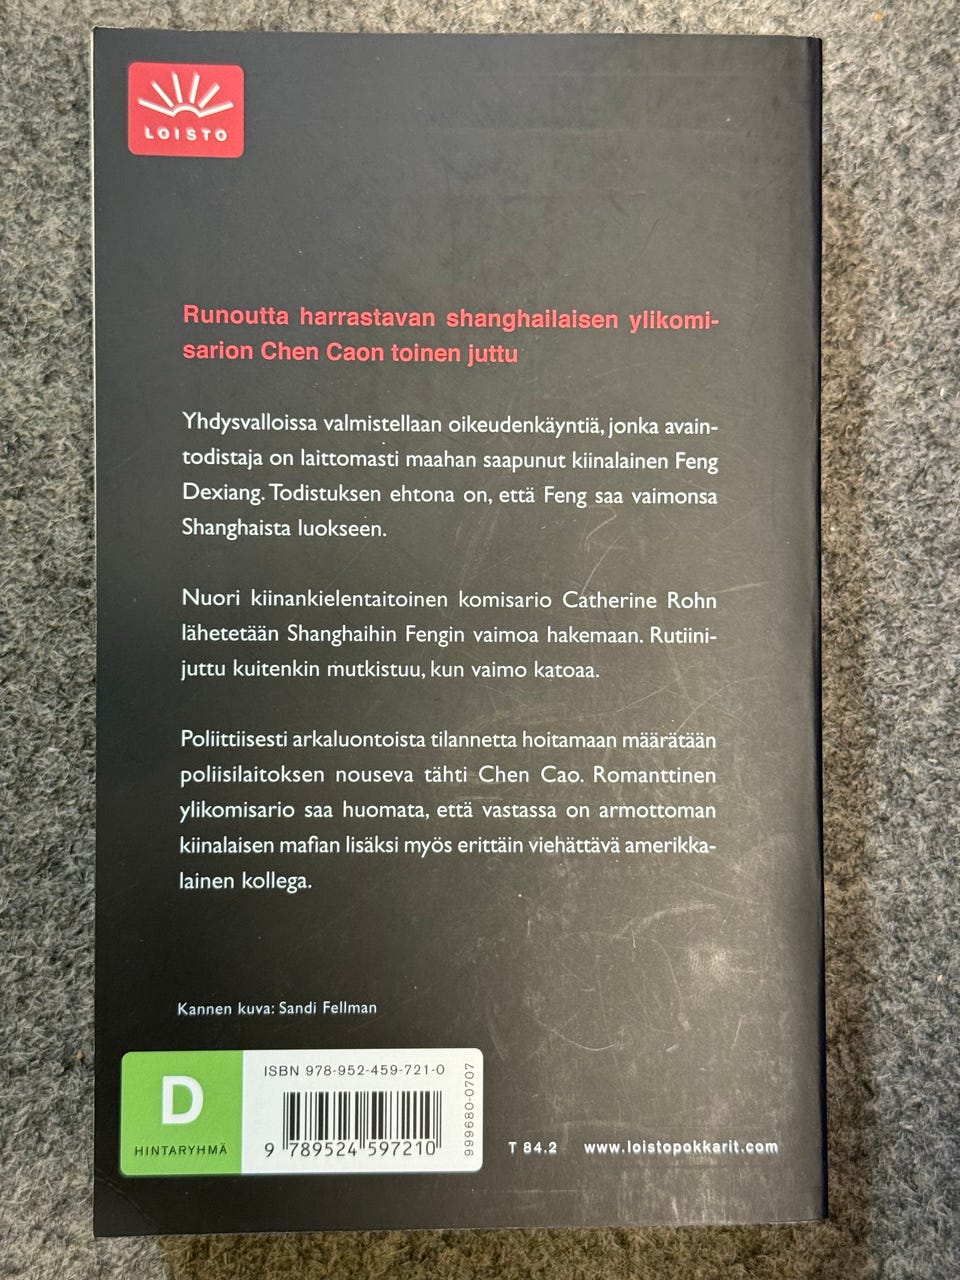 LOISTO
Runoutta harrastavan shanghailaisen ylikomi-
sarion Chen Caon toinen juttu
Yhdysvalloissa valmistellaan oikeudenkäyntiä, jonka avain-
todistaja on laittomasti maahan saapunut kiinalainen Feng
Dexiang. Todistuksen ehtona on, että Feng saa vaimonsa
Shanghaista luokseen.
Nuori kiinankielentaitoinen komisario Catherine Rohn
lähetetään Shanghaihin Fengin vaimoa hakemaan. Rutiini-
juttu kuitenkin mutkistuu, kun vaimo katoaa.
Poliittisesti arkaluontoista tilannetta hoitamaan määrätään
poliisilaitoksen nouseva tähti Chen Cao. Romanttinen
ylikomisario saa huomata, että vastassa on armottoman
kiinalaisen mafian lisäksi myös erittäin viehättävä amerikka-
lainen kollega.
Kannen kuva: Sandi Fellman
D
HINTARYHMÄ
ISBN 978-952-459-721-0
9 789524 597210
999680-0707
T 84.2 www.loistopokkarit.com